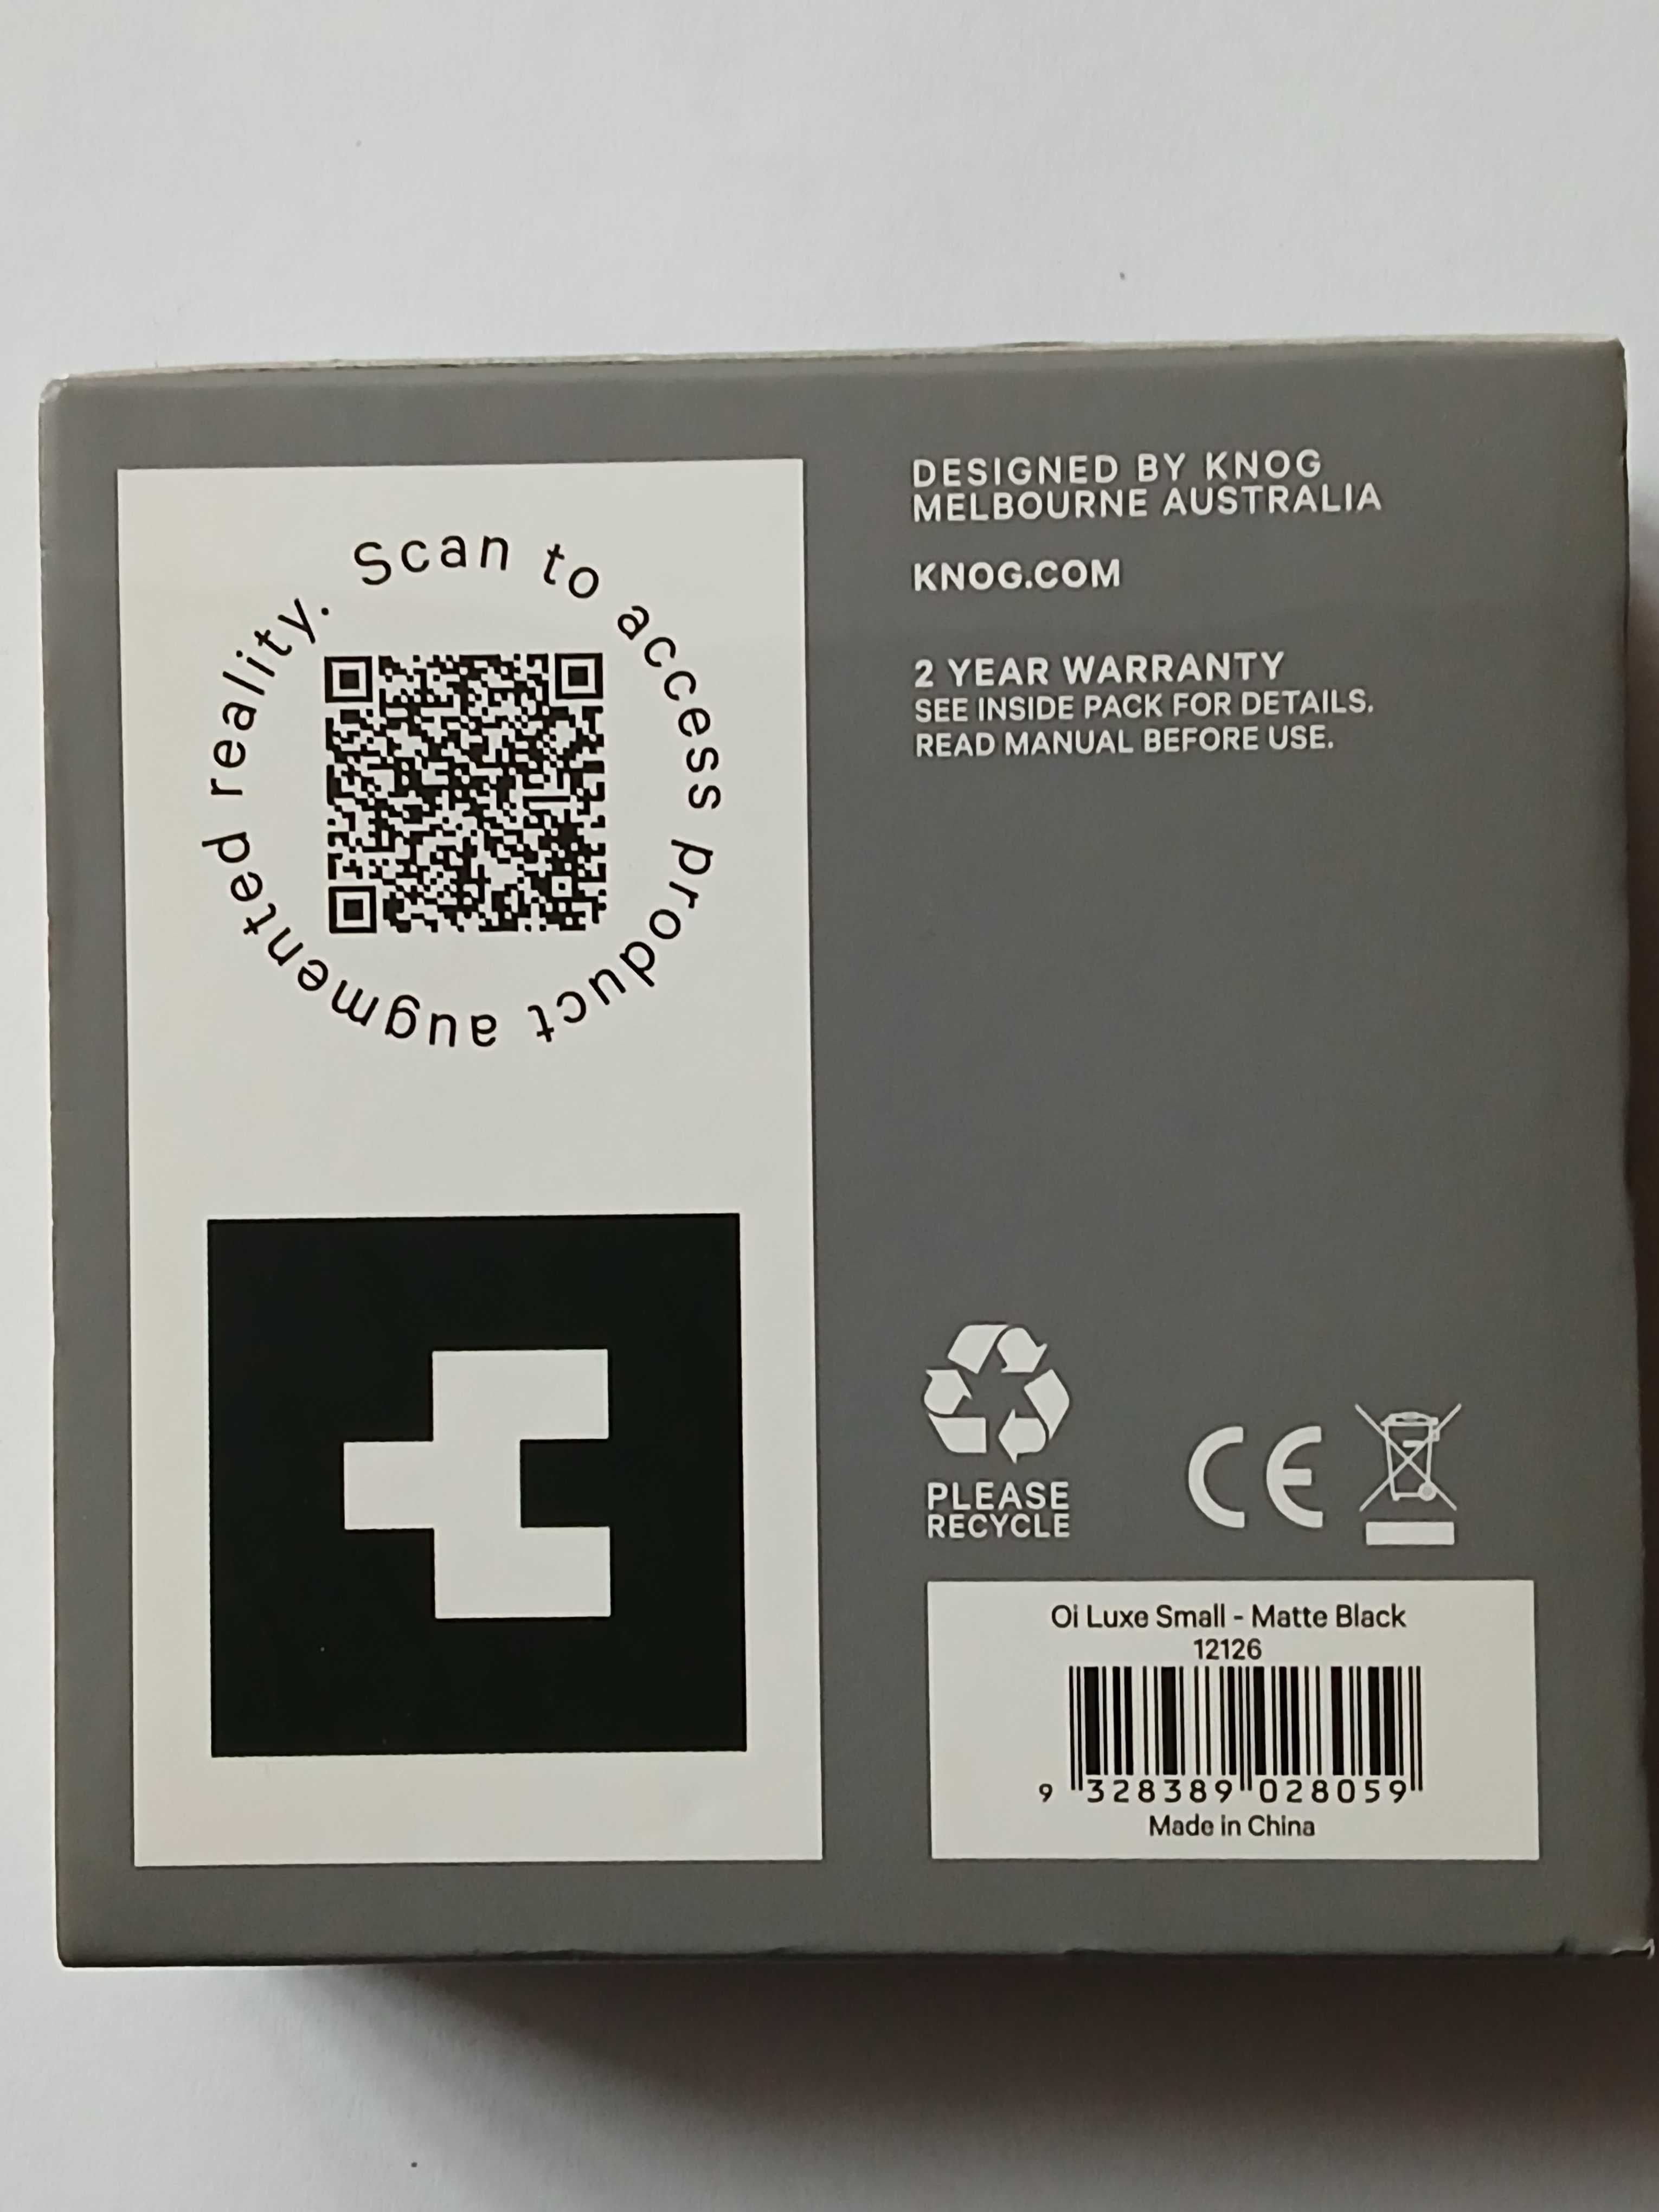 Scan to access product augmented reality.
DESIGNED BY KNOG
MELBOURNE AUSTRALIA
KNOG.COM
2 YEAR WARRANTY
SEE INSIDE PACK FOR DETAILS.
READ MANUAL BEFORE USE.
PLEASE
RECYCLE
CE
Oi Luxe Small - Matte Black
12126
9 328389 028059
Made in China